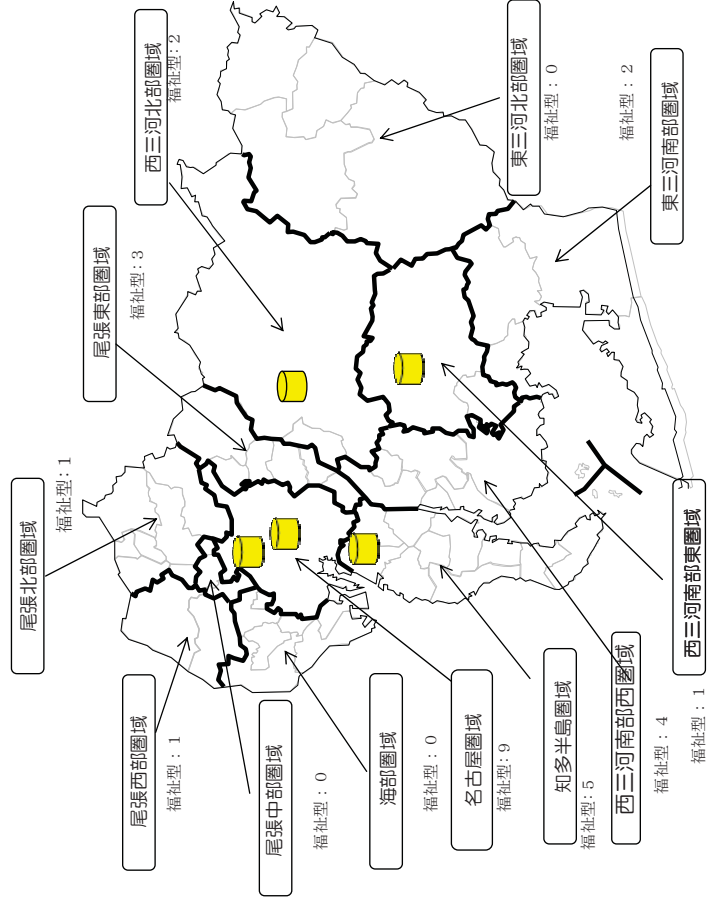 尾張北部圏域
福祉型：1
尾張東部圏域
福祉型：3
西三河北部圏域
福祉型：2
尾張西部圏域
福祉型：1
尾張中部圏域
福祉型：0
海部圏域
福祉型：0
名古屋圏域
福祉型：9
知多半島圏域
福祉型：5
西三河南部西圏域
福祉型：4
西三河南部東圏域
福祉型：1
東三河北部圏域
福祉型：0
東三河南部圏域
福祉型：2